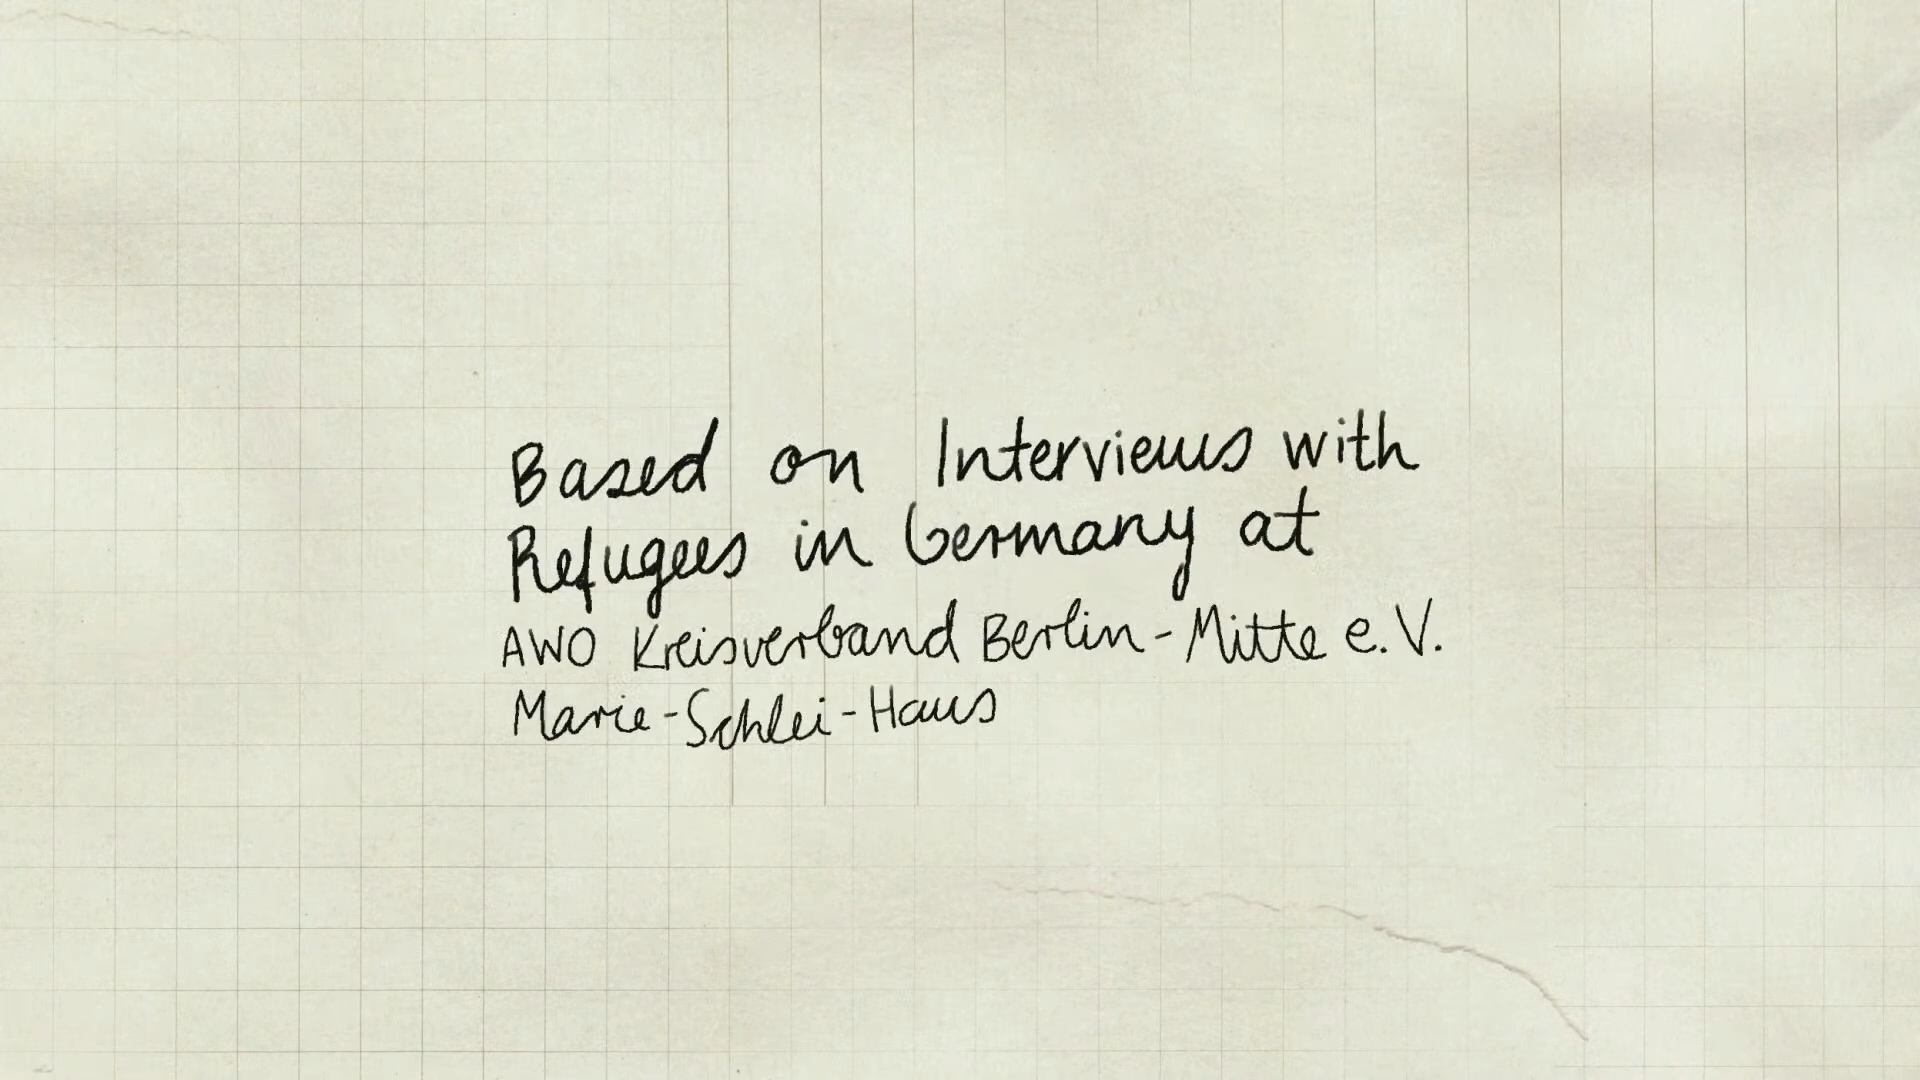 Based on Interviews with
Refugees in Germany at
AWO Kreisverband Berlin-Mitte e.V.
Marie-Schlei-Haus